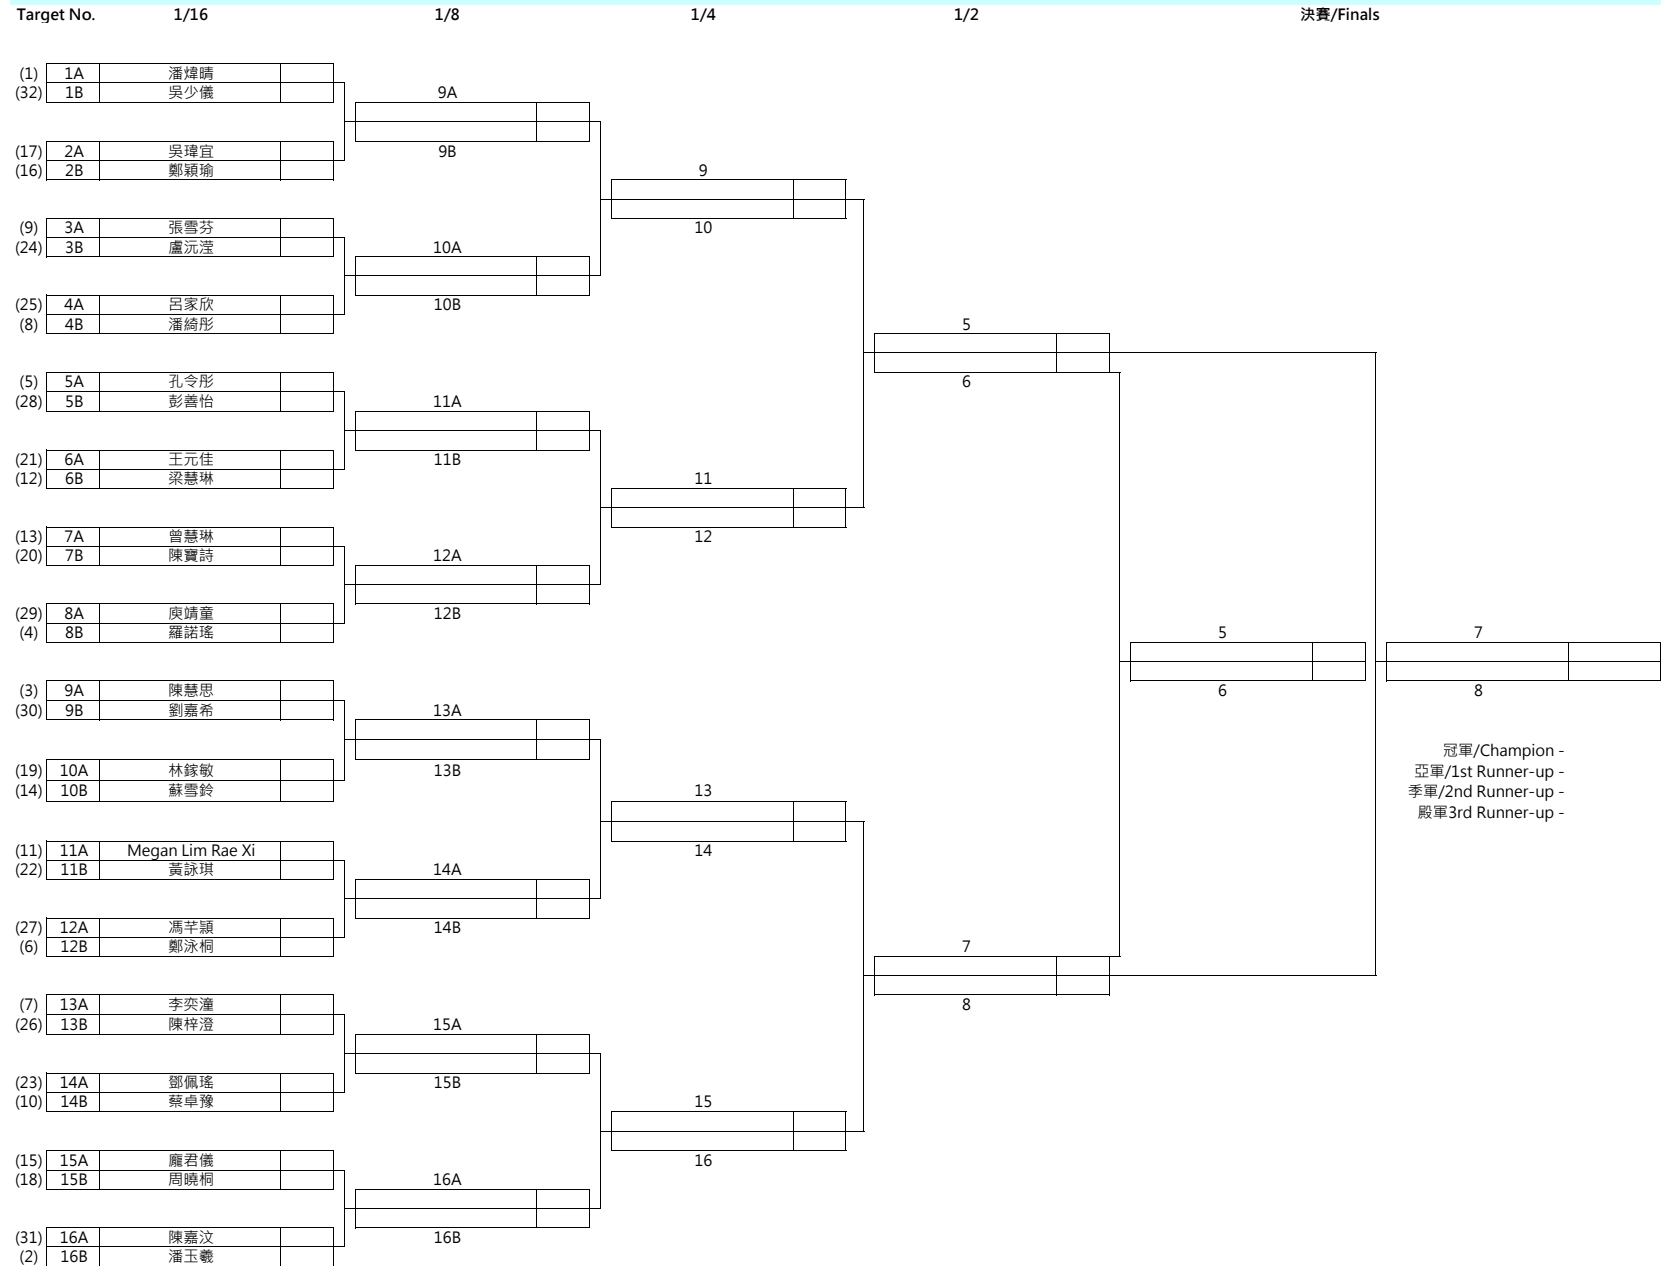 Target No. 1/16 1/8 1/4 1/2 決賽/Finals
(1) 1A 潘煒晴
(32) 1B 吳少儀 9A
(17) 2A 吳瑋宜 9B
(16) 2B 鄭穎瑜 9
(9) 3A 張雪芬 10
(24) 3B 盧沅滢 10A
(25) 4A 呂家欣 10B
(8) 4B 潘綺彤 5
(5) 5A 孔令彤 6
(28) 5B 彭善怡 11A
(21) 6A 王元佳 11B
(12) 6B 梁慧琳 11
(13) 7A 曾慧琳 12
(20) 7B 陳寶詩 12A
(29) 8A 庾靖童 12B
(4) 8B 羅諾瑤 5 7
(3) 9A 陳慧思 6 8
(30) 9B 劉嘉希 13A
冠軍/Champion -
(19) 10A 林鎵敏 13B 亞軍/1st Runner-up -
(14) 10B 蘇雪鈴 13 季軍/2nd Runner-up -
殿軍3rd Runner-up -
(11) 11A Megan Lim Rae Xi 14
(22) 11B 黃詠琪 14A
(27) 12A 馮芊穎 14B
(6) 12B 鄭泳桐 7
(7) 13A 李奕潼 8
(26) 13B 陳梓澄 15A
(23) 14A 鄧佩瑤 15B
(10) 14B 蔡卓豫 15
(15) 15A 龐君儀 16
(18) 15B 周曉桐 16A
(31) 16A 陳嘉汶 16B
(2) 16B 潘玉羲